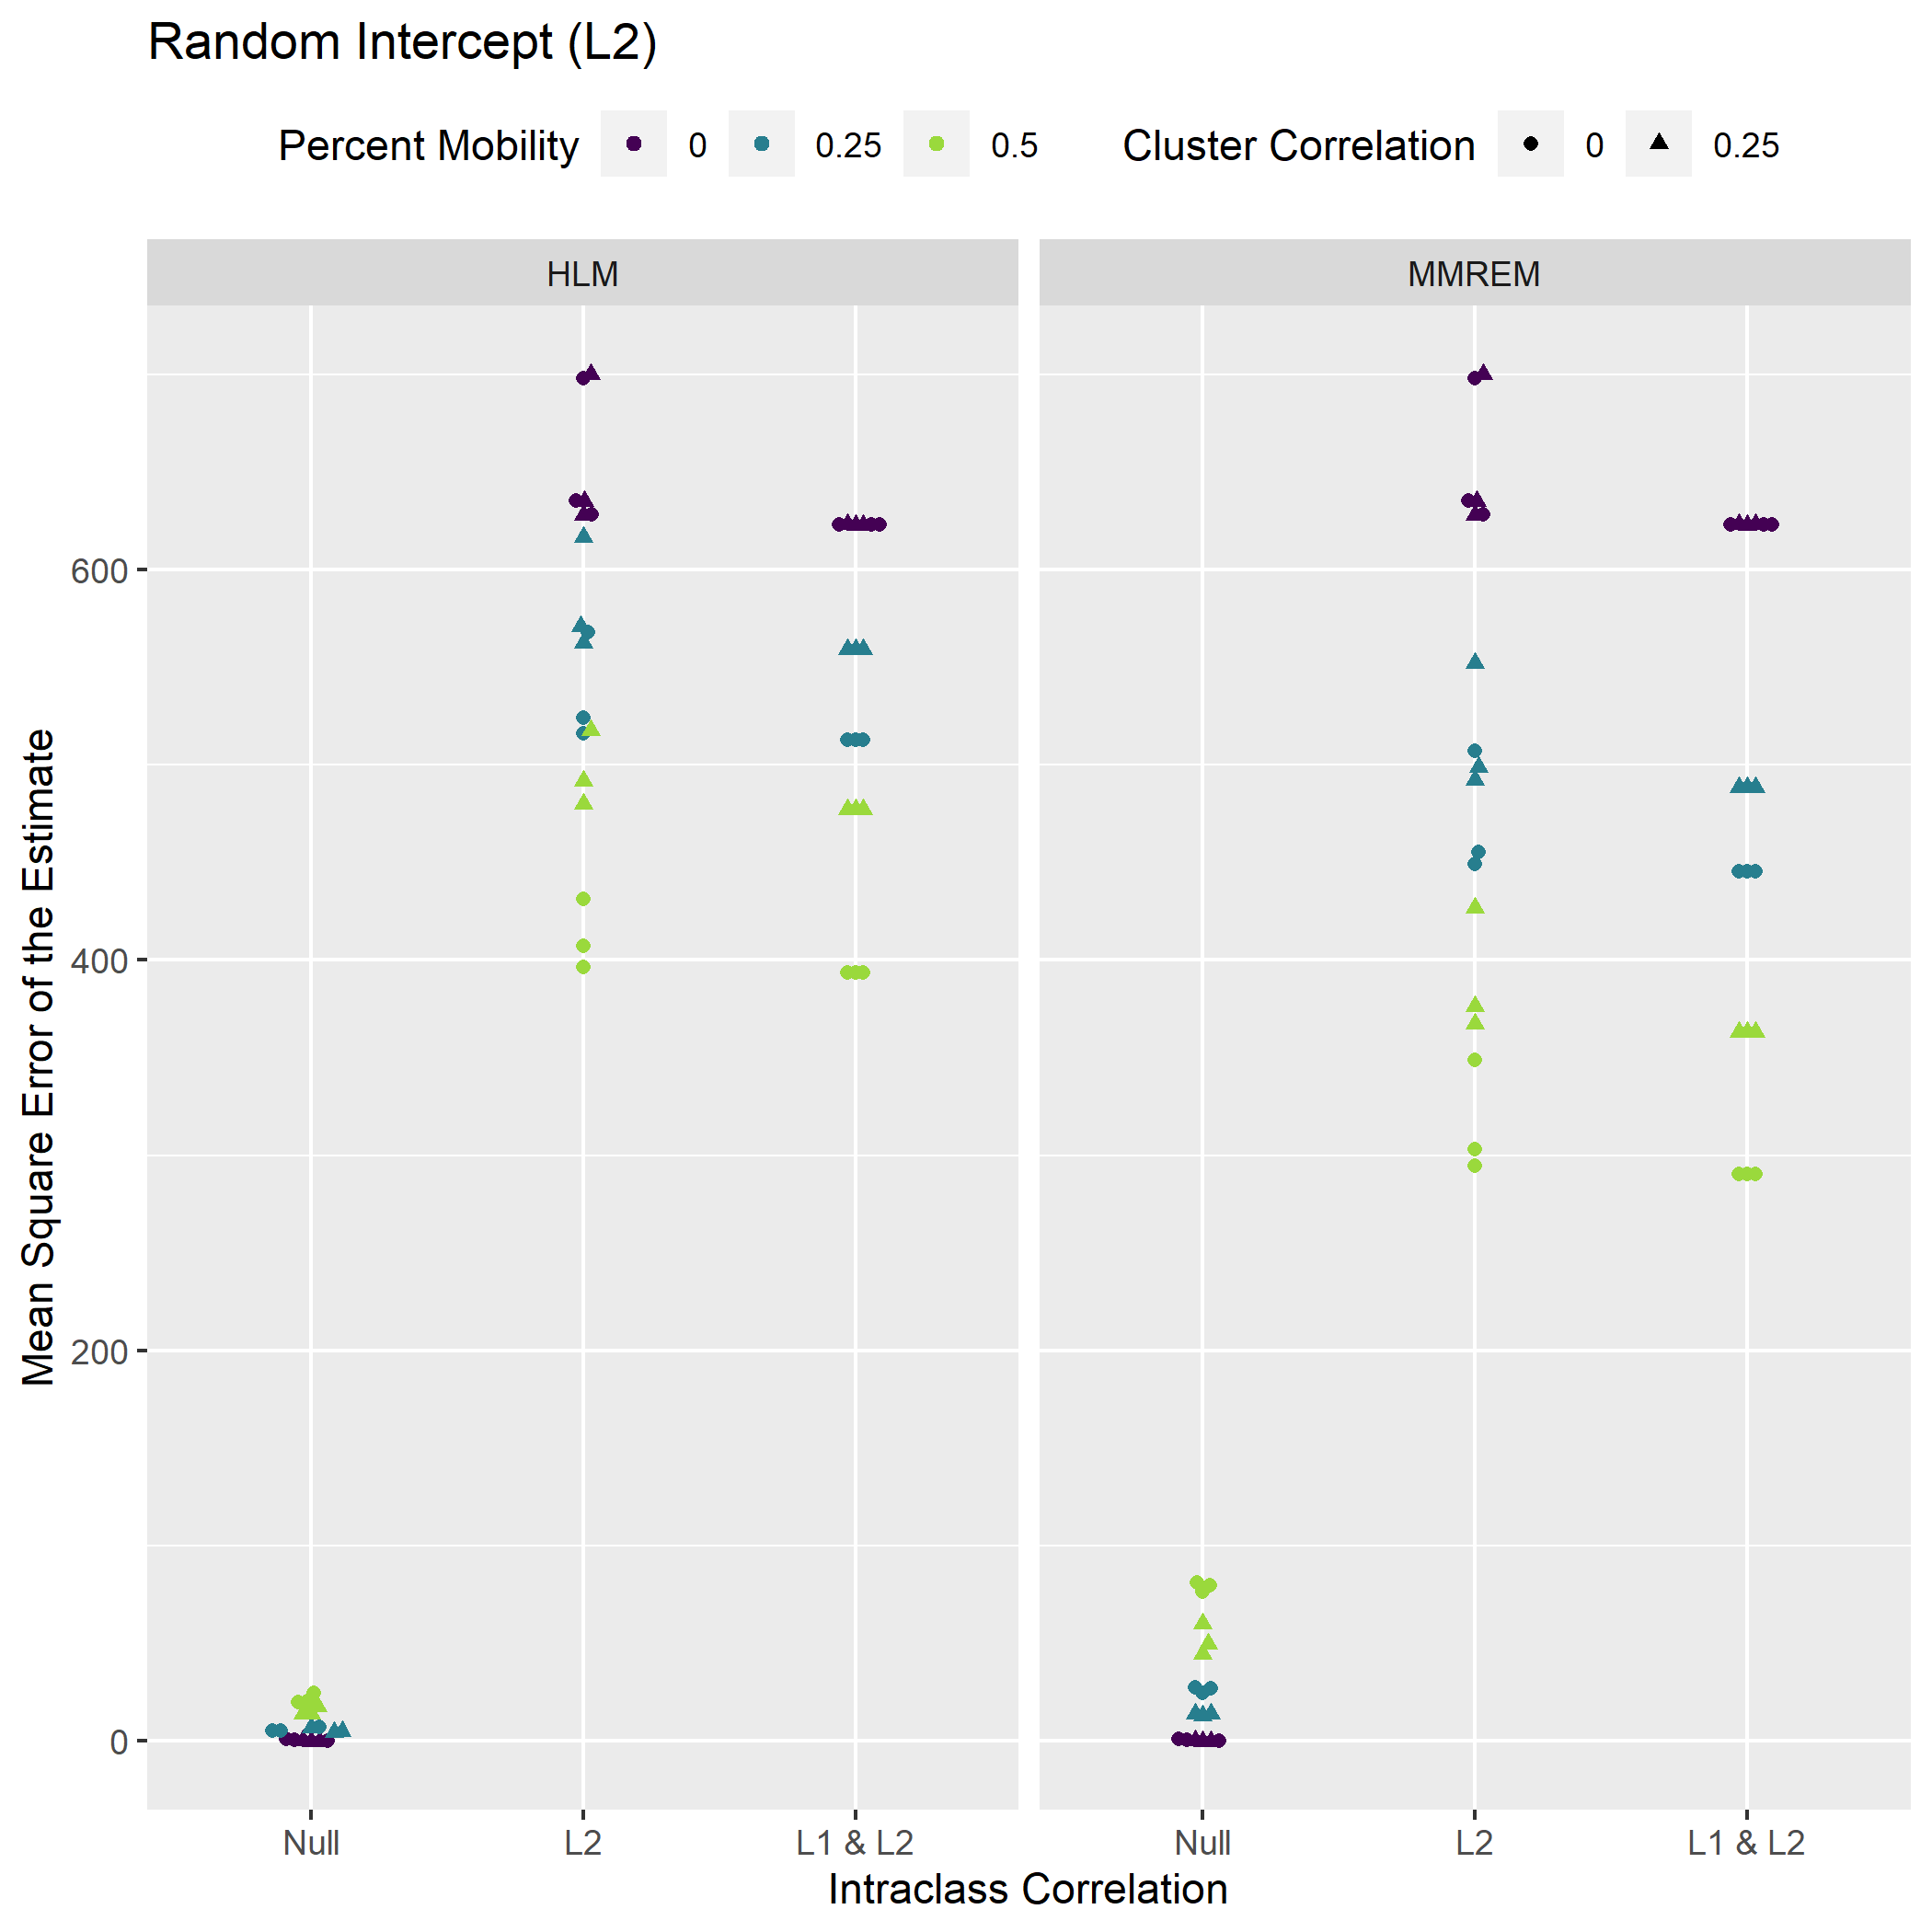 Random Intercept (L2)
Percent Mobility 0 0.25 0.5 Cluster Correlation 0 0.25
HLM MMREM
Mean Square Error of the Estimate
600
400
200
0
Null L2 L1 & L2 Null L2 L1 & L2
Intraclass Correlation